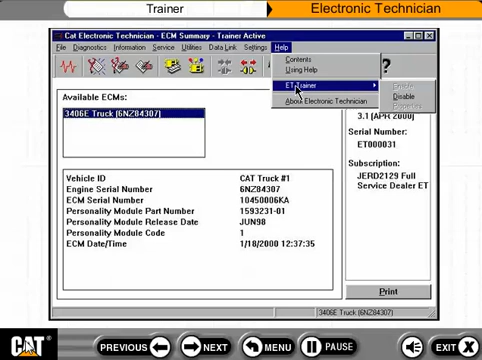 Trainer
Electronic Technician
Cat Electronic Technician - ECM Summary - Trainer Active
File Diagnostics Information Service Utilities Data Link Settings Help
Contents
Using Help
ET Trainer
About Electronic Technician
Enable
Disable
Properties
?
Available ECMs:
3406E Truck (6NZ84307)
3.1 (APR 00)
Serial Number:
ET000031
Subscription:
JERD2129 Full
Service Dealer ET
Vehicle ID CAT Truck #1
Engine Serial Number 6NZ84307
ECM Serial Number 10450006KA
Personality Module Part Number 1593231-01
Personality Module Release Date JUN98
Personality Module Code 1
ECM Date/Time 1/18/2000 12:37:35
Print
3406E Truck (6NZ84307)
CAT
PREVIOUS NEXT MENU PAUSE EXIT